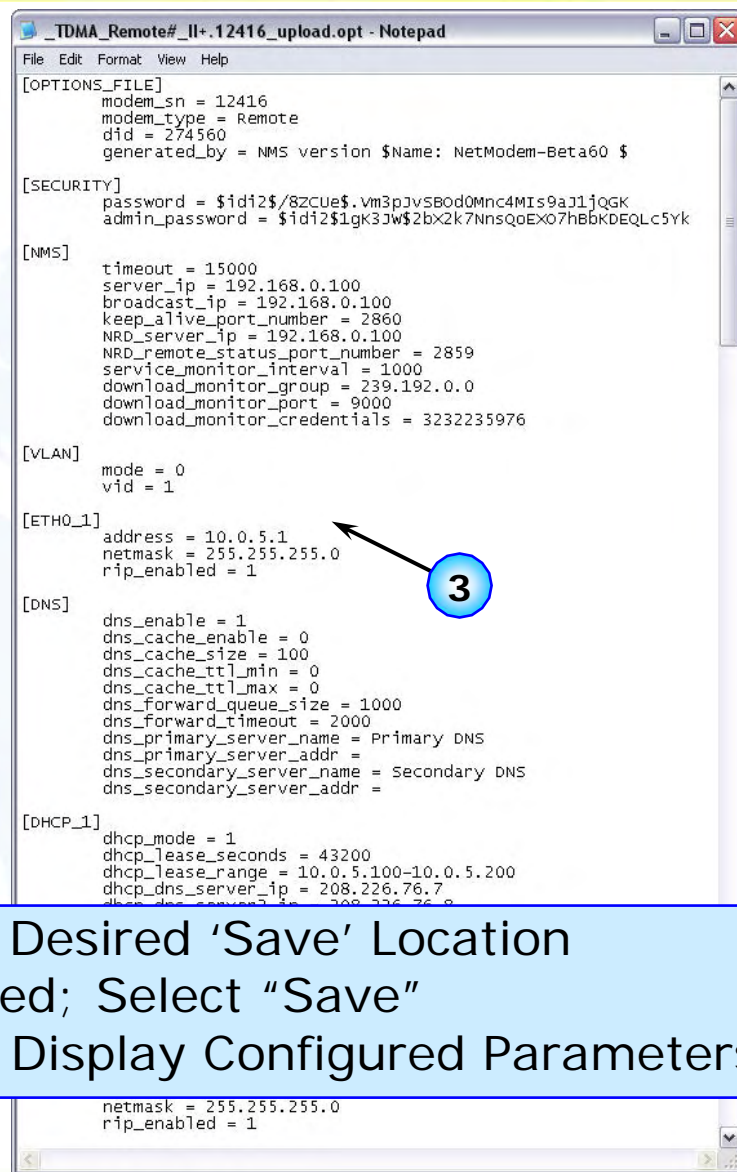 _TDMA_Remote#_II+.12416_upload.opt - Notepad
File Edit Format View Help
[OPTIONS_FILE]
modem_sn = 12416
modem_type = Remote
did = 274560
generated_by = NMS version $Name: NetModem-Beta60 $
[SECURITY]
password = $idi2$/8ZCUe$.Vm3pJvSBOd0Mnc4MIs9aJ1jQGK
admin_password = $idi2$1gK3JW$2bX2k7NnsQoEXO7hBbKDEQLc5Yk
[NMS]
timeout = 15000
server_ip = 192.168.0.100
broadcast_ip = 192.168.0.100
keep_alive_port_number = 2860
NRD_server_ip = 192.168.0.100
NRD_remote_status_port_number = 2859
service_monitor_interval = 1000
download_monitor_group = 239.192.0.0
download_monitor_port = 9000
download_monitor_credentials = 3232235976
[VLAN]
mode = 0
vid = 1
[ETH0_1]
address = 10.0.5.1
netmask = 255.255.255.0
rip_enabled = 1
3
[DNS]
dns_enable = 1
dns_cache_enable = 0
dns_cache_size = 100
dns_cache_ttl_min = 0
dns_cache_ttl_max = 0
dns_forward_queue_size = 1000
dns_forward_timeout = 2000
dns_primary_server_name = Primary DNS
dns_primary_server_addr =
dns_secondary_server_name = Secondary DNS
dns_secondary_server_addr =
[DHCP_1]
dhcp_mode = 1
dhcp_lease_seconds = 43200
dhcp_lease_range = 10.0.5.100-10.0.5.200
dhcp_dns_server_ip = 208.226.76.7
Desired ‘Save’ Location
ed; Select “Save”
Display Configured Parameters
netmask = 255.255.255.0
rip_enabled = 1